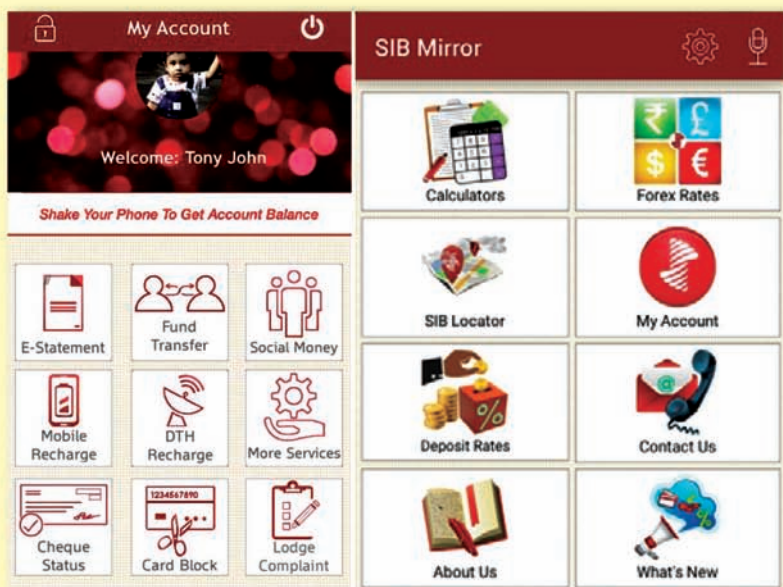 My Account
Welcome: Tony John
Shake Your Phone To Get Account Balance
E-Statement
Fund
Transfer
Social Money
Mobile
Recharge
DTH
Recharge
More Services
Cheque
Status
1234567890
Card Block
Lodge
Complaint
SIB Mirror
Calculators
₹ £
$ €
Forex Rates
SIB Locator
My Account
%
Deposit Rates
@
Contact Us
About Us
%
What's New